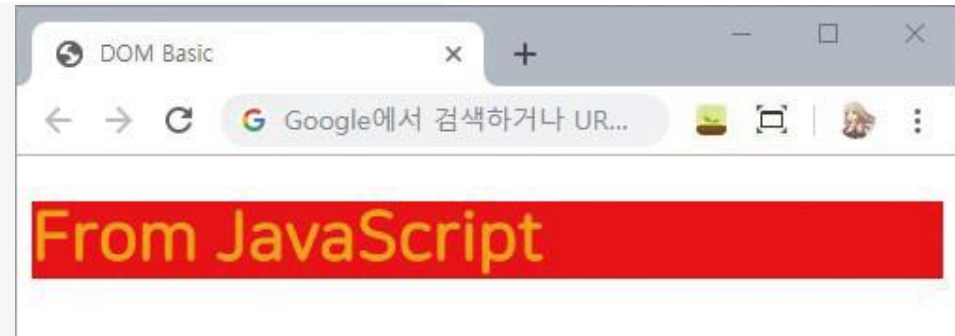 DOM Basic
Google에서 검색하거나 UR...
From JavaScript